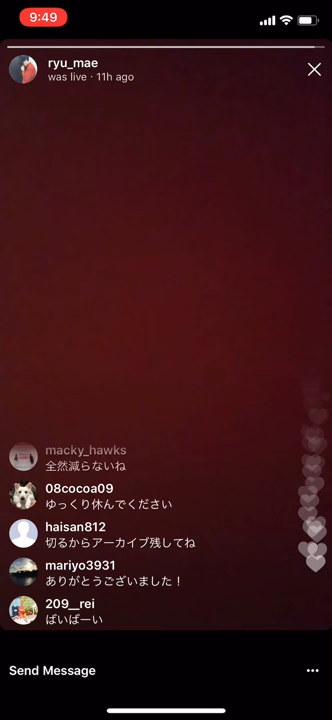 9:49
ryu_mae
was live · 11h ago
macky_hawks
全然減らないね
08cocoa09
ゆっくり休んでください
haisan812
切るからアーカイブ残してね
mariyo3931
ありがとうございました！
209__rei
ばいばーい
Send Message